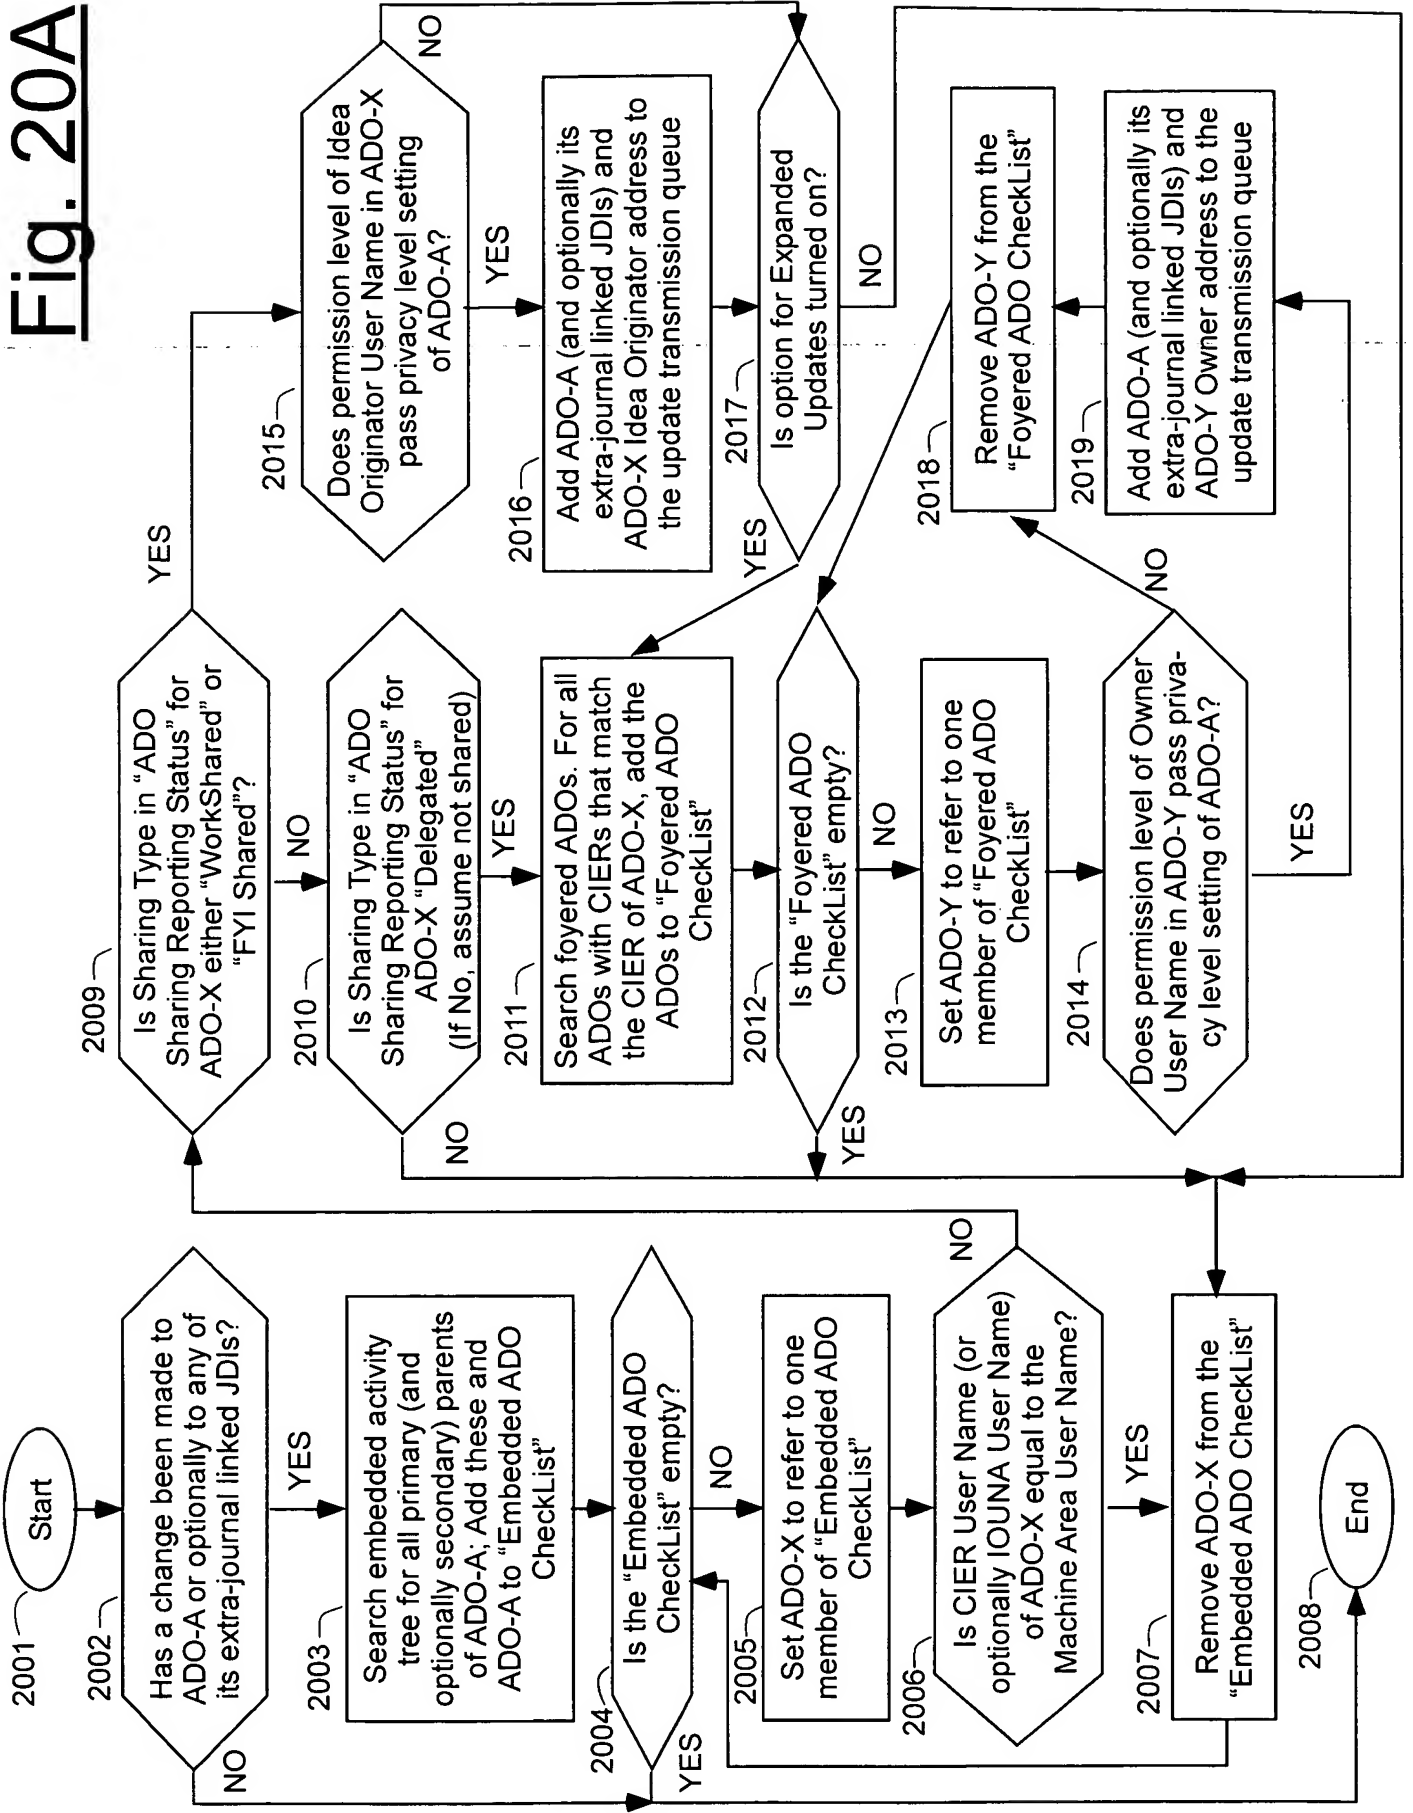 Fig. 20A
2001
Start
2002
Has a change been made to
ADO-A or optionally to any of
its extra-journal linked JDIs?
NO
YES
2003
Search embedded activity
tree for all primary (and
optionally secondary) parents
of ADO-A; Add these and
ADO-A to “Embedded ADO
CheckList”
2004
Is the “Embedded ADO
CheckList” empty?
YES
NO
2005
Set ADO-X to refer to one
member of “Embedded ADO
CheckList”
2006
Is CIER User Name (or
optionally IOUNA User Name)
of ADO-X equal to the
Machine Area User Name?
NO
YES
2007
Remove ADO-X from the
“Embedded ADO CheckList”
2008
End
2009
Is Sharing Type in “ADO
Sharing Reporting Status” for
ADO-X either “WorkShared” or
“FYI Shared”?
YES
NO
2010
Is Sharing Type in “ADO
Sharing Reporting Status” for
ADO-X “Delegated”
(If No, assume not shared)
NO
YES
2011
Search foyered ADOs. For all
ADOs with CIERs that match
the CIER of ADO-X, add the
ADOs to “Foyered ADO
CheckList”
2012
Is the “Foyered ADO
CheckList” empty?
YES
NO
2013
Set ADO-Y to refer to one
member of “Foyered ADO
CheckList”
2014
Does permission level of Owner
User Name in ADO-Y pass priva-
cy level setting of ADO-A?
NO
YES
2015
Does permission level of Idea
Originator User Name in ADO-X
pass privacy level setting
of ADO-A?
NO
YES
2016
Add ADO-A (and optionally its
extra-journal linked JDIs) and
ADO-X Idea Originator address to
the update transmission queue
2017
Is option for Expanded
Updates turned on?
YES
NO
2018
Remove ADO-Y from the
“Foyered ADO CheckList”
2019
Add ADO-A (and optionally its
extra-journal linked JDIs) and
ADO-Y Owner address to the
update transmission queue